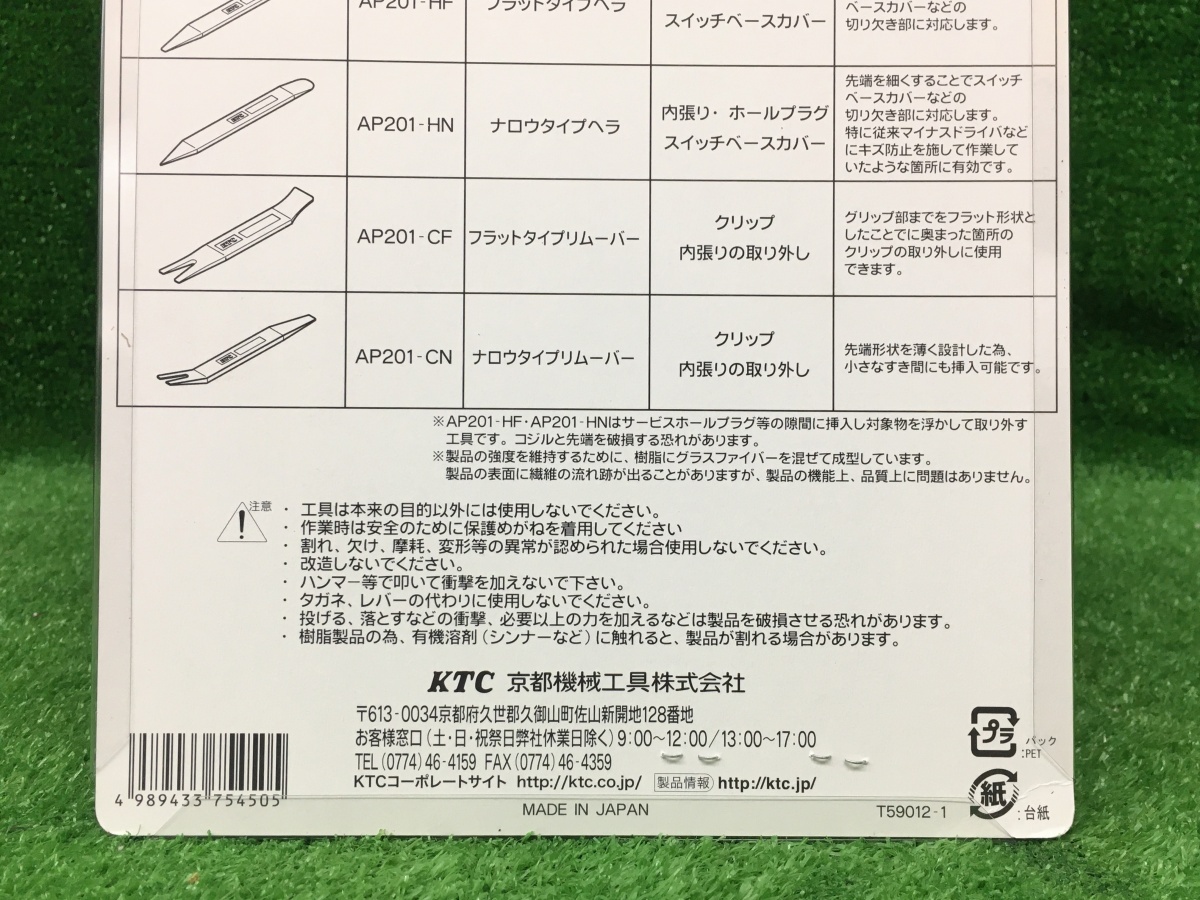 AP201-HF
フラットタイプヘラ
スイッチベースカバー
ベースカバーなどの
切り欠き部に対応します。
AP201-HN
ナロウタイプヘラ
内張り・ホールプラグ
スイッチベースカバー
先端を細くすることでスイッチ
ベースカバーなどの
切り欠き部に対応します。
特に従来マイナスドライバなど
にキズ防止を施して作業して
いたような箇所に有効です。
KTC
AP201-CF
フラットタイプリムーバー
クリップ
内張りの取り外し
グリップ部までをフラット形状と
したことでに奥まった箇所の
クリップの取り外しに使用
できます。
AP201-CN
ナロウタイプリムーバー
クリップ
内張りの取り外し
先端形状を薄く設計した為、
小さなすき間にも挿入可能です。
※AP201-HF・AP201-HNはサービスホールプラグ等の隙間に挿入し対象物を浮かして取り外す
工具です。コジルと先端を破損する恐れがあります。
※製品の強度を維持するために、樹脂にグラスファイバーを混ぜて成型しています。
製品の表面に繊維の流れ跡が出ることがありますが、製品の機能上、品質上に問題はありません。
注意
・ 工具は本来の目的以外には使用しないでください。
・ 作業時は安全のために保護めがねを着用してください
・ 割れ、欠け、摩耗、変形等の異常が認められた場合使用しないでください。
・ 改造しないでください。
・ ハンマー等で叩いて衝撃を加えないで下さい。
・ タガネ、レバーの代わりに使用しないでください。
・ 投げる、落とすなどの衝撃、必要以上の力を加えるなどは製品を破損させる恐れがあります。
・ 樹脂製品の為、有機溶剤(シンナーなど)に触れると、製品が割れる場合があります。
KTC 京都機械工具株式会社
〒613-0034京都府久世郡久御山町佐山新開地128番地
お客様窓口(土・日・祝祭日弊社休業日除く) 9:00~12:00/13:00~17:00
TEL(0774)46-4159 FAX(0774)46-4359
KTCコーポレートサイト http://ktc.co.jp/ 製品情報 http://ktc.jp/
プラ
パック
:PET
紙
:台紙
4 989433 754505
MADE IN JAPAN
T59012-1